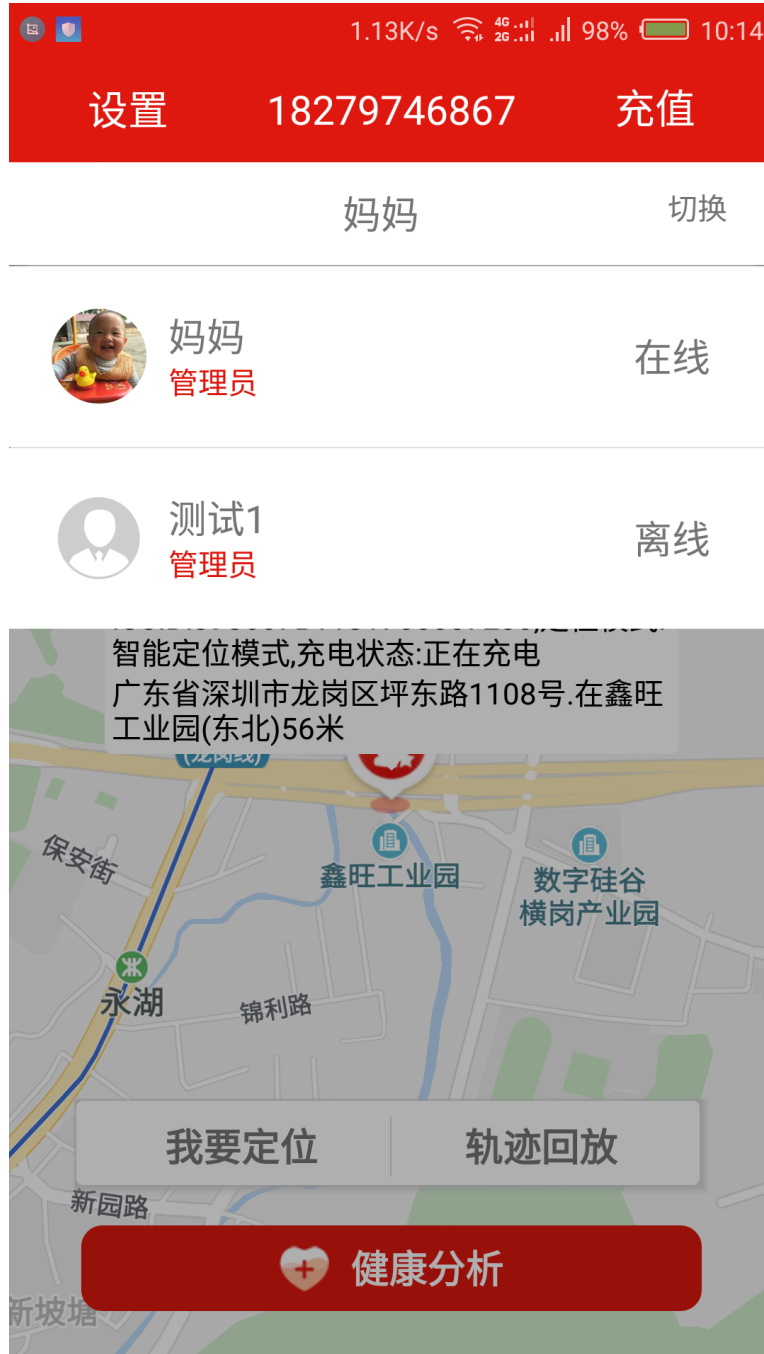 1.13K/s 4G 2G 98% 10:14
设置 18279746867 充值
妈妈 切换
妈妈
管理员 在线
测试1
管理员 离线
智能定位模式,充电状态:正在充电
广东省深圳市龙岗区坪东路1108号.在鑫旺
工业园(东北)56米
(龙岗线)
保安街
鑫旺工业园
数字硅谷
横岗产业园
永湖
锦利路
我要定位 轨迹回放
新园路
健康分析
新坡塘